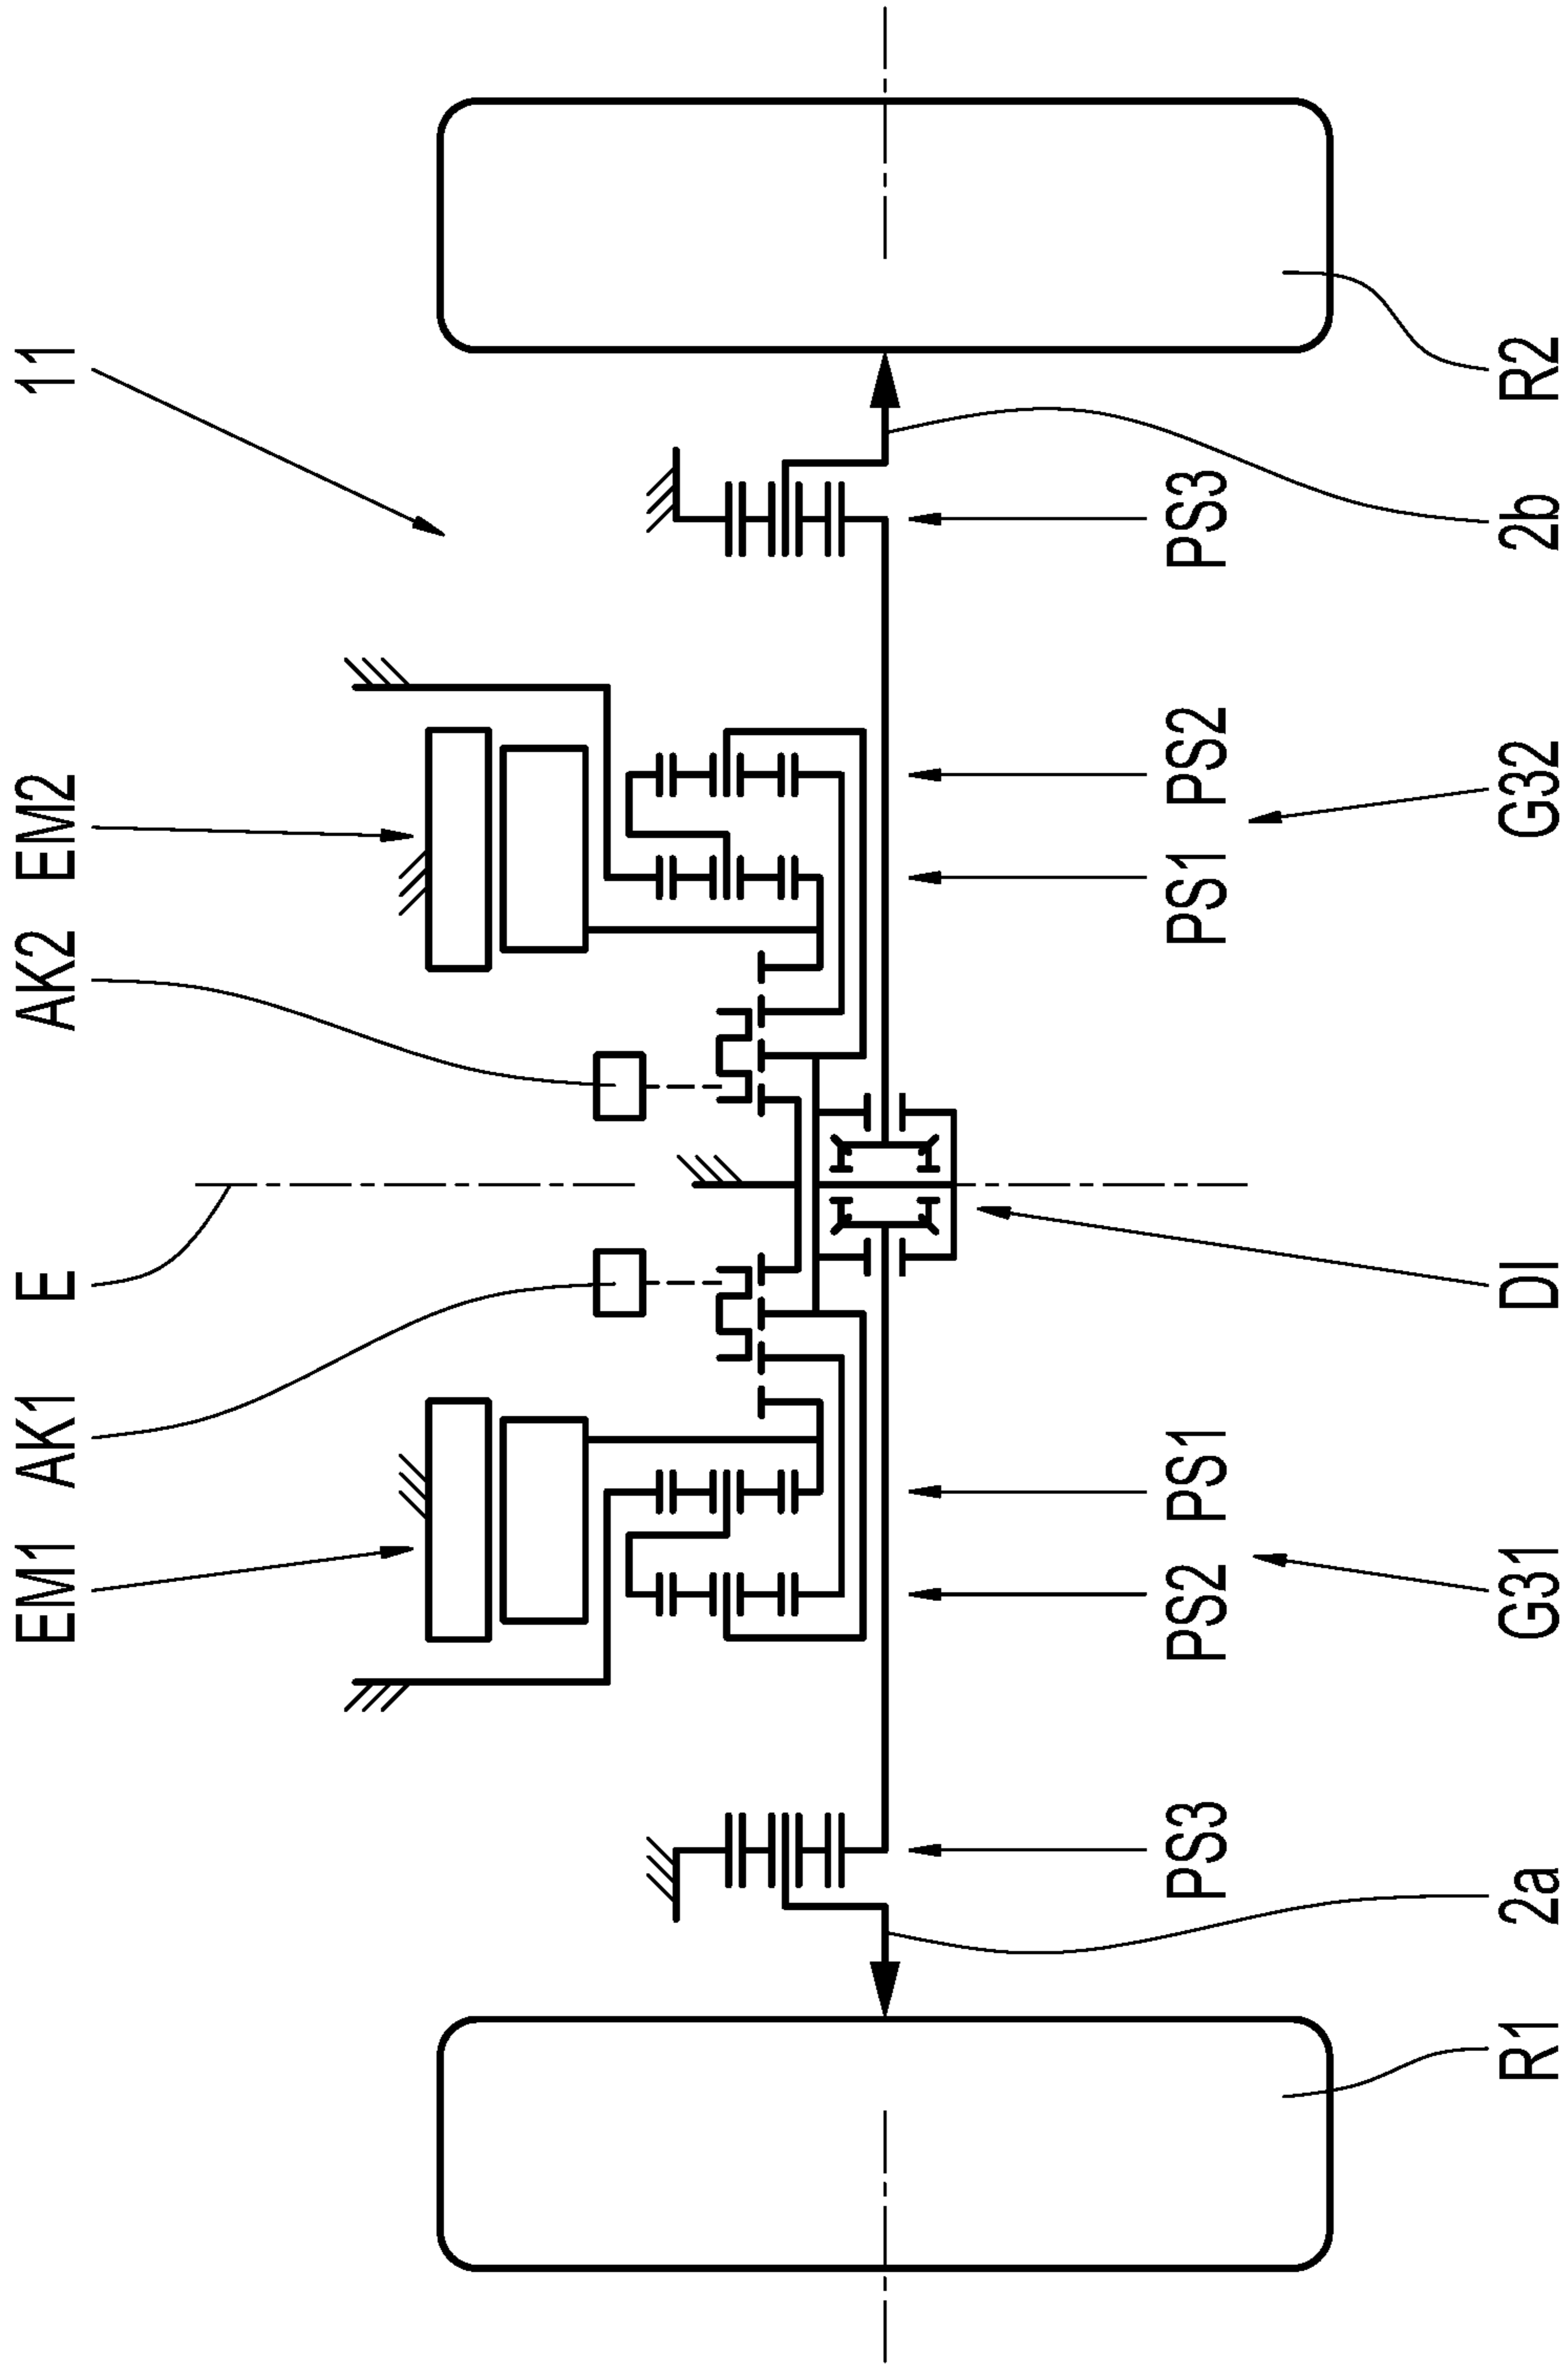 EM1 AK1 E AK2 EM2 11
PS3 PS2 PS1 PS1 PS2 PS3
R1 2a G31 DI G32 2b R2